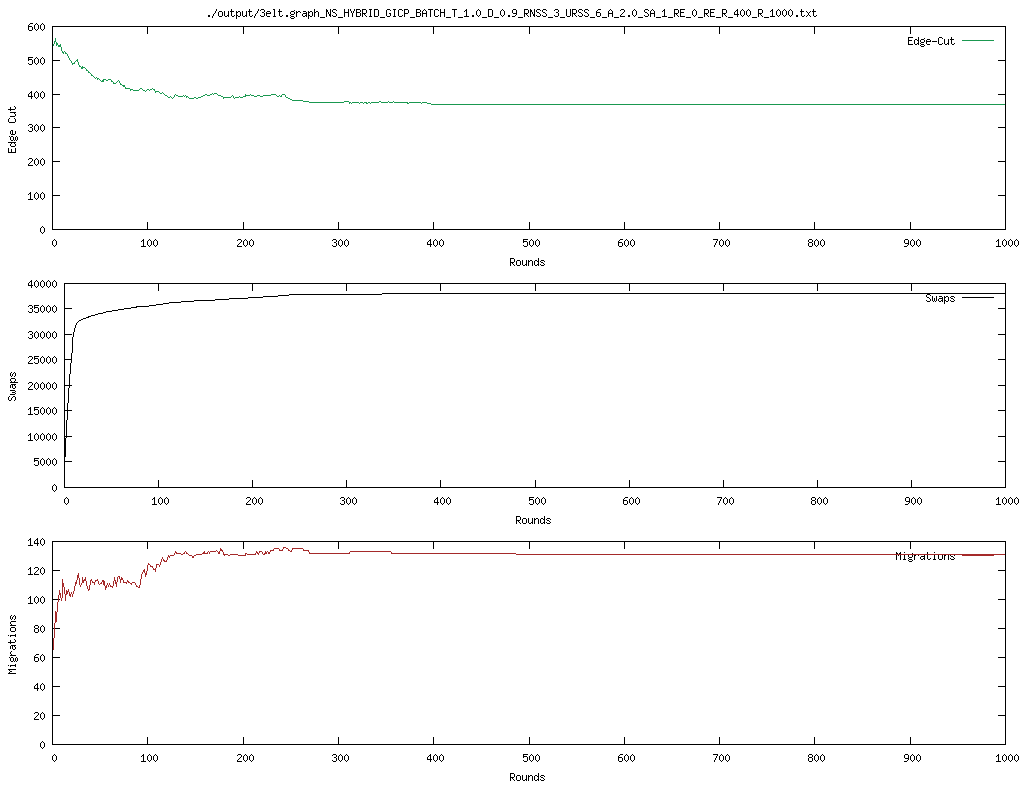 ./output/3elt.graph_NS_HYBRID_GICP_BATCH_T_1.0_D_0.9_RNSS_3_URSS_6_A_2.0_SA_1_RE_0_RE_R_400_R_1000.txt
600
500
400
300
200
100
0
Edge Cut
Edge-Cut
0 100 200 300 400 500 600 700 800 900 1000
Rounds
40000
35000
30000
25000
20000
15000
10000
5000
0
Swaps
Swaps
0 100 200 300 400 500 600 700 800 900 1000
Rounds
140
120
100
80
60
40
20
0
Migrations
Migrations
0 100 200 300 400 500 600 700 800 900 1000
Rounds